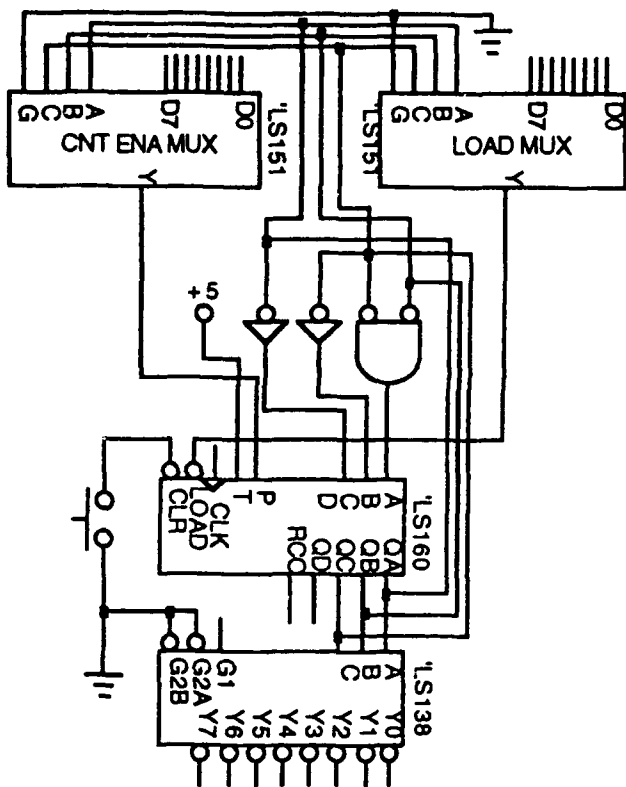 G
C
B
A
D7
D0
CNT ENA MUX
Y
'LS151
G
C
B
A
D7
D0
LOAD MUX
Y
'LS151
+5
CLR
LOAD
CLK
T
P
D
C
B
A
RCO
QD
QC
QB
QA
'LS160
G2B
G2A
G1
C
B
A
Y7
Y6
Y5
Y4
Y3
Y2
Y1
Y0
'LS138